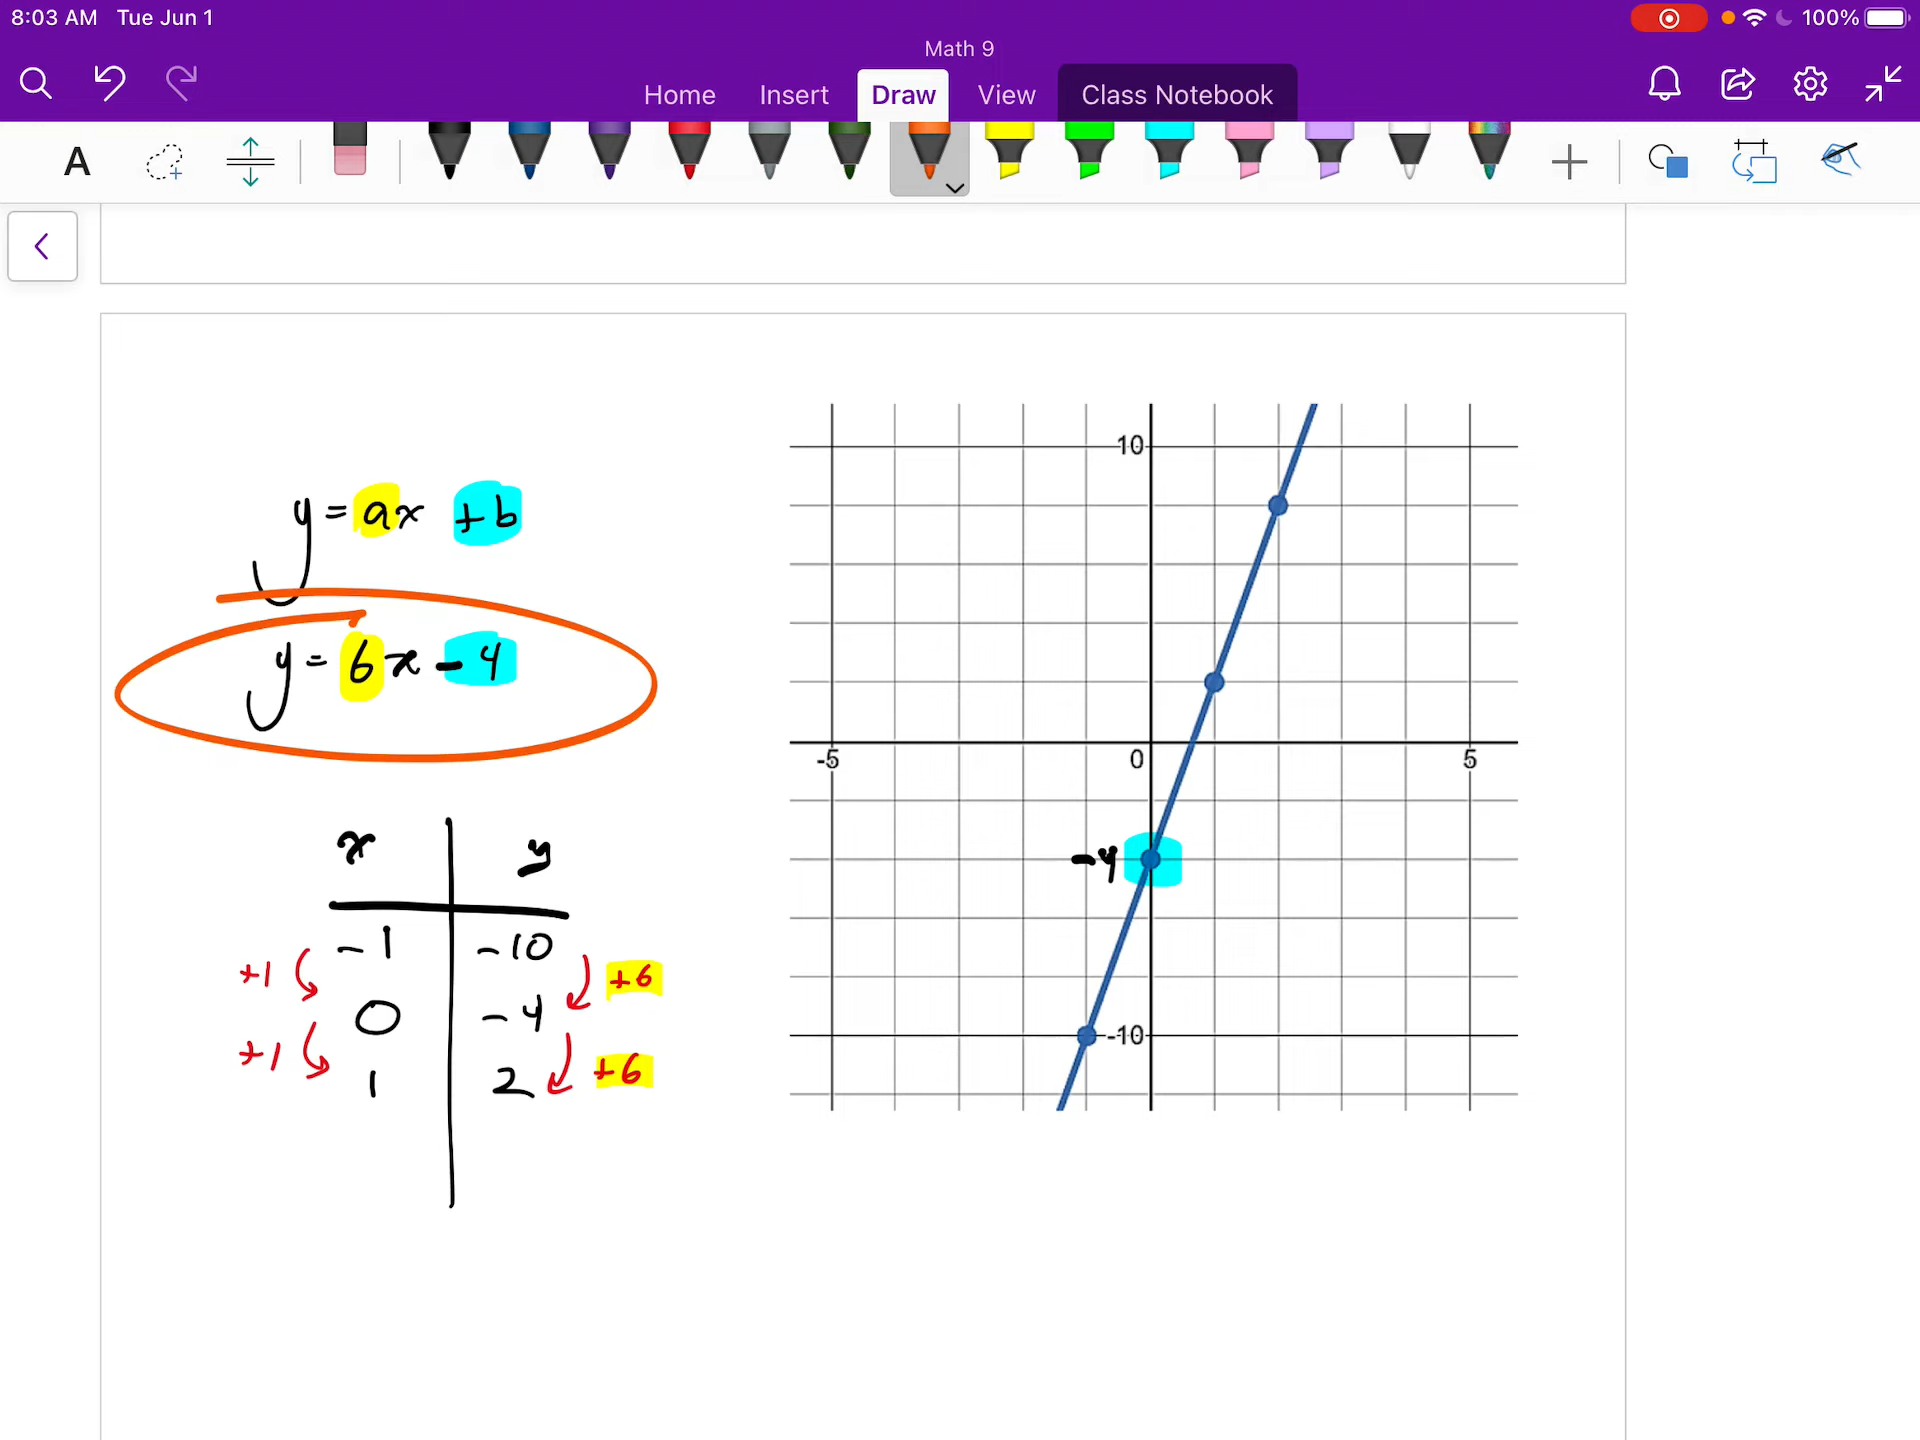 8:03 AM Tue Jun 1
100%
Math 9
Home Insert Draw View Class Notebook
A
y = ax + b
y = 6x - 4
x y
-1 -10
0 -4
1 2
+1 +6
+1 +6
10
-5 0 5
-4
-10